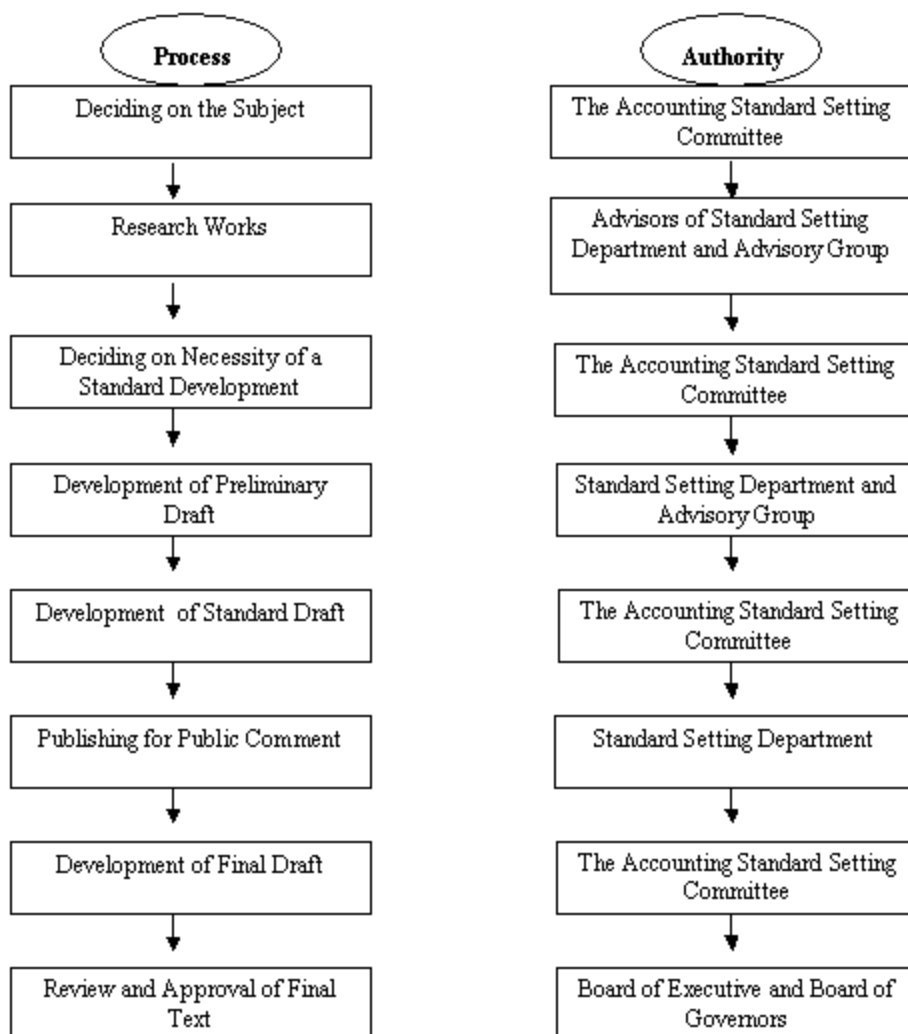 Process
Deciding on the Subject
Research Works
Deciding on Necessity of a
Standard Development
Development of Preliminary
Draft
Development of Standard Draft
Publishing for Public Comment
Development of Final Draft
Review and Approval of Final
Text
Authority
The Accounting Standard Setting
Committee
Advisors of Standard Setting
Department and Advisory Group
The Accounting Standard Setting
Committee
Standard Setting Department and
Advisory Group
The Accounting Standard Setting
Committee
Standard Setting Department
The Accounting Standard Setting
Committee
Board of Executive and Board of
Governors